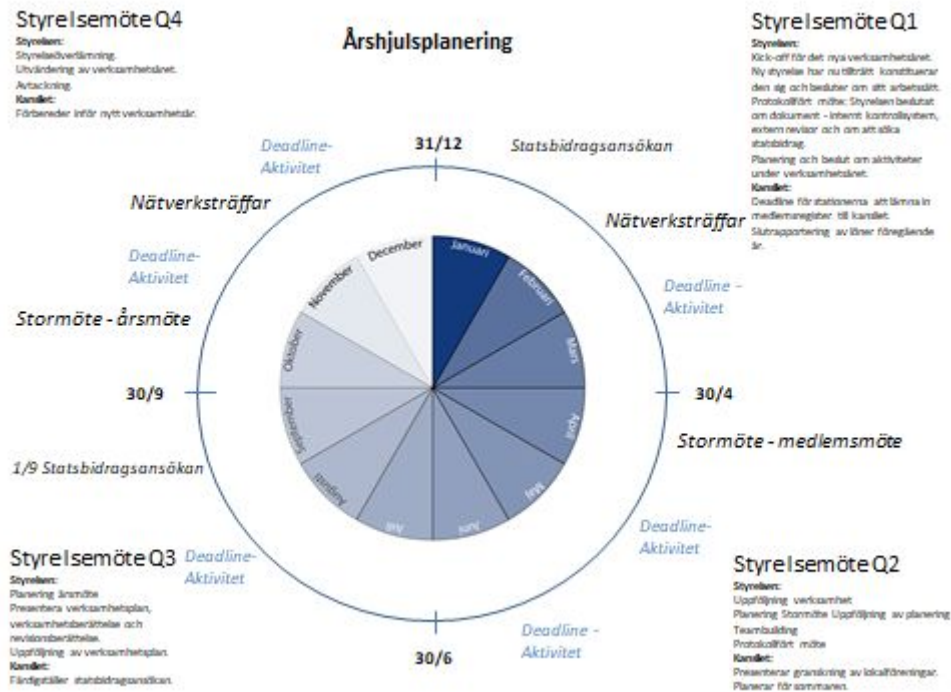 Årshjulsplanering
Styrelsemöte Q4
Styrelsen:
Styrelseöverlämning.
Utvärdering av verksamhetsåret.
Avtackning.
Kansliet:
Förbereder inför nytt verksamhetsår.
Styrelsemöte Q1
Styrelsen:
Kick-off för det nya verksamhetsåret.
Ny styrelse har nu tillträtt konstituerar
den sig och besluter om sitt arbetssätt.
Protokollfört möte: Styrelsen beslutat
om dokument - internt kontrollsystem,
extern revisor och om att söka
statsbidrag.
Planering och beslut om aktiviteter
under verksamhetsåret.
Kansliet:
Deadline för stationerna att lämna in
medlemsregister till kansliet.
Slutrapportering av löner föregående
år.
31/12
Statsbidragsansökan
Deadline-
Aktivitet
Nätverksträffar
Nätverksträffar
Deadline-
Aktivitet
Deadline -
Aktivitet
Stormöte - årsmöte
30/9
30/4
Stormöte - medlemsmöte
1/9 Statsbidragsansökan
Januari
Februari
Mars
April
Maj
Juni
Juli
Augusti
September
Oktober
November
December
Deadline-
Aktivitet
Deadline-
Aktivitet
Deadline -
Aktivitet
30/6
Styrelsemöte Q3
Styrelsen:
Planering årsmöte
Presentera verksamhetsplan,
verksamhetsberättelse och
revisionsberättelse.
Uppföljning av verksamhetsplan.
Kansliet:
Färdigställer statsbidragsansökan.
Styrelsemöte Q2
Styrelsen:
Uppföljning verksamhet
Planering Stormöte Uppföljning av planering
Teambuilding
Protokollfört möte
Kansliet:
Presenterar granskning av lokalföreningar.
Planerar för sommaren.